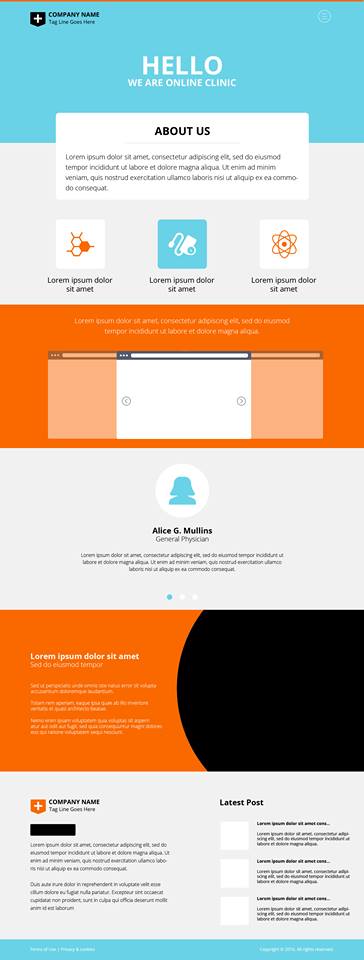 COMPANY NAME
Tag Line Goes Here
HELLO
WE ARE ONLINE CLINIC
ABOUT US
Lorem ipsum dolor sit amet, consectetur adipiscing elit, sed do eiusmod
tempor incididunt ut labore et dolore magna aliqua. Ut enim ad minim
veniam, quis nostrud exercitation ullamco laboris nisi ut aliquip ex ea commo-
do consequat.
Lorem ipsum dolor
sit amet
Lorem ipsum dolor
sit amet
Lorem ipsum dolor
sit amet
Lorem ipsum dolor sit amet, consectetur adipiscing elit, sed do eiusmod
tempor incididunt ut labore et dolore magna aliqua.
Alice G. Mullins
General Physician
Lorem ipsum dolor sit amet, consectetur adipiscing elit, sed do eiusmod tempor incididunt ut labore et dolore
magna aliqua. Ut enim ad minim veniam, quis nostrud exercitation ullamco
laboris nisi ut aliquip ex ea commodo consequat.
Lorem ipsum dolor sit amet
Sed do eiusmod tempor
Sed ut perspiciatis unde omnis iste natus error sit volupta
accusantium doloremque laudantium.
Totam rem aperiam, eaque ipsa quae ab illo inventore
veritatis et quasi architecto beatae.
Nemo enim ipsam voluptatem quia voluptas sit aspern
atur aut odit aut fugit, sed quia consequuntur magni dolores
eos qui ratione voluptatem sequi nesciunt.
COMPANY NAME
Tag Line Goes Here
Lorem ipsum dolor sit amet, consectetur adipiscing elit, sed do
eiusmod tempor incididunt ut labore et dolore magna aliqua. Ut
enim ad minim veniam, quis nostrud exercitation ullamco labo-
ris nisi ut aliquip ex ea commodo consequat.
Duis aute irure dolor in reprehenderit in voluptate velit esse
cillum dolore eu fugiat nulla pariatur. Excepteur sint occaecat
cupidatat non proident, sunt in culpa qui officia deserunt mollit
anim id est laborum
Latest Post
Lorem ipsum dolor sit amet cons...
Lorem ipsum dolor sit amet, consectetur adipi-
scing elit, sed do eiusmod tempor incididunt
ut labore et dolore magna.
Lorem ipsum dolor sit amet cons...
Lorem ipsum dolor sit amet, consectetur adipi-
scing elit, sed do eiusmod tempor incididunt
ut labore et dolore magna.
Lorem ipsum dolor sit amet cons...
Lorem ipsum dolor sit amet, consectetur adipi-
scing elit, sed do eiusmod tempor incididunt
ut labore et dolore magna.
Terms of Use | Privacy & cookies
Copyright © 2016. All rights reserved